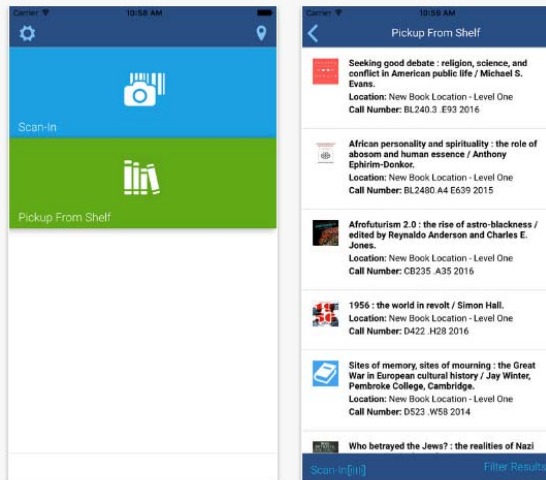 Carrier 10:58 AM
Scan-In
Pickup From Shelf
Carrier 10:59 AM
Pickup From Shelf
Seeking good debate : religion, science, and
conflict in American public life / Michael S.
Evans.
Location: New Book Location - Level One
Call Number: BL240.3 .E93 2016
African personality and spirituality : the role of
abosom and human essence / Anthony
Ephirim-Donkor.
Location: New Book Location - Level One
Call Number: BL2480.A4 E639 2015
Afrofuturism 2.0 : the rise of astro-blackness /
edited by Reynaldo Anderson and Charles E.
Jones.
Location: New Book Location - Level One
Call Number: CB235 .A35 2016
1956 : the world in revolt / Simon Hall.
Location: New Book Location - Level One
Call Number: D422 .H28 2016
Sites of memory, sites of mourning : the Great
War in European cultural history / Jay Winter,
Pembroke College, Cambridge.
Location: New Book Location - Level One
Call Number: D523 .W58 2014
Who betrayed the Jews? : the realities of Nazi
Scan-In
Filter Results